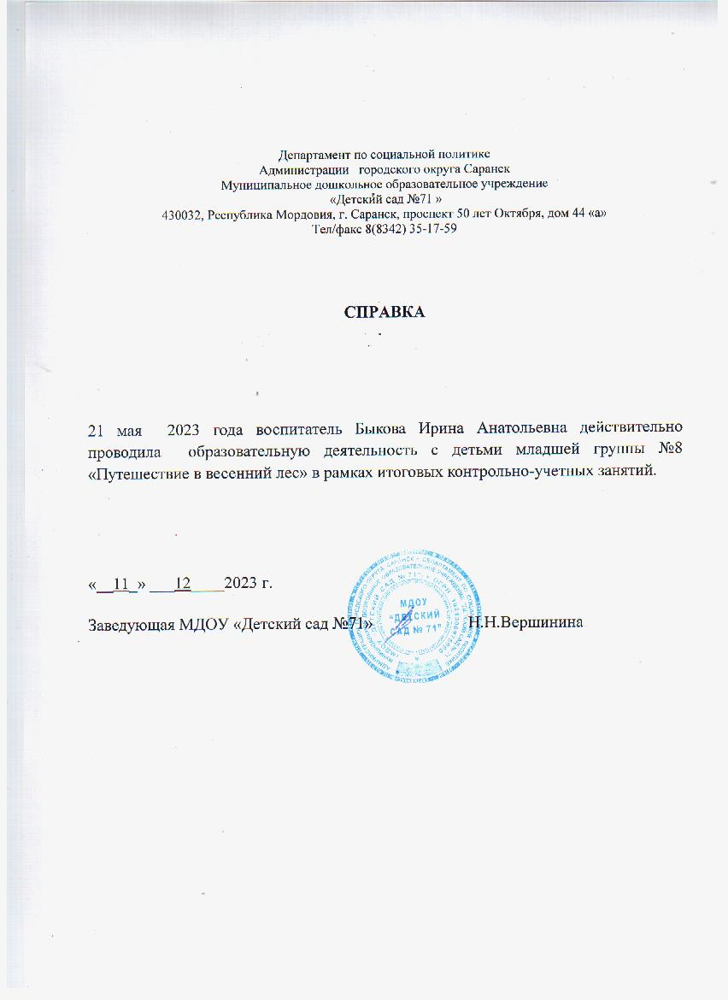 Департамент по социальной политике
Администрации городского округа Саранск
Муниципальное дошкольное образовательное учреждение
«Детский сад №71 »
430032, Республика Мордовия, г. Саранск, проспект 50 лет Октября, дом 44 «а»
Тел/факс 8(8342) 35-17-59
СПРАВКА
21 мая 2023 года воспитатель Быкова Ирина Анатольевна действительно
проводила образовательную деятельность с детьми младшей группы №8
«Путешествие в весенний лес» в рамках итоговых контрольно-учетных занятий.
«__11_» ___12____2023 г.
Заведующая МДОУ «Детский сад №71» Н.Н.Вершинина
МДОУ
"ДЕТСКИЙ
САД № 71"